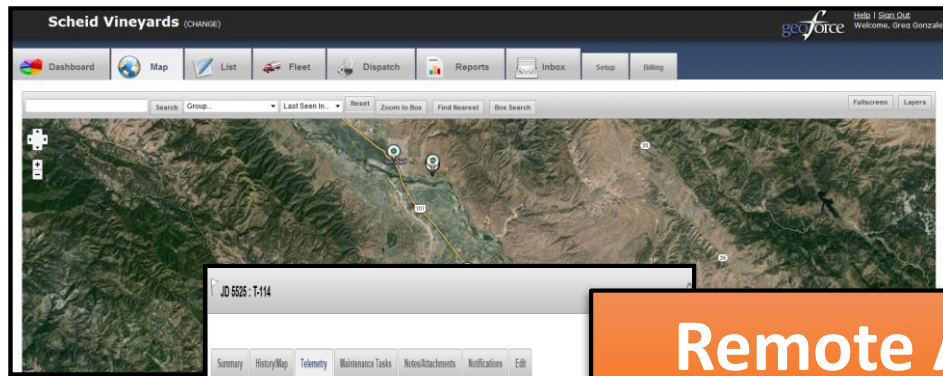 Scheid Vineyards (CHANGE)
geoforce
Help | Sign Out
Welcome, Greg Gonzale
Dashboard Map List Fleet Dispatch Reports Inbox Setup Billing
Search Group... Last Seen In... Reset Zoom to Box Find Nearest Box Search Fullscreen Layers
25
101
25
JD 5525 : T-114
Summary History/Map Telemetry Maintenance Tasks Notes/Attachments Notifications Edit
Remote A